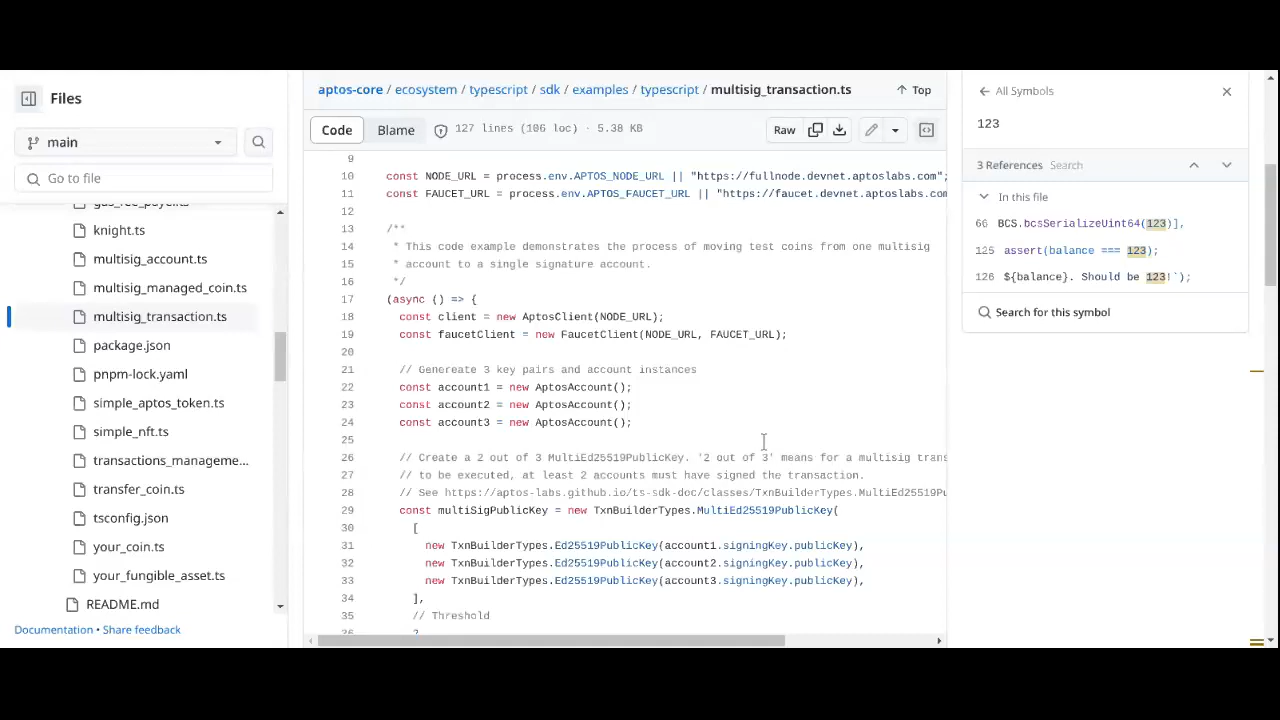 Files
main
Go to file
gas_fee_payer.ts
knight.ts
multisig_account.ts
multisig_managed_coin.ts
multisig_transaction.ts
package.json
pnpm-lock.yaml
simple_aptos_token.ts
simple_nft.ts
transactions_manageme...
transfer_coin.ts
tsconfig.json
your_coin.ts
your_fungible_asset.ts
README.md
Documentation • Share feedback
aptos-core / ecosystem / typescript / sdk / examples / typescript / multisig_transaction.ts
Top
Code Blame 127 lines (106 loc) · 5.38 KB Raw
9
10 const NODE_URL = process.env.APTOS_NODE_URL || "https://fullnode.devnet.aptoslabs.com";
11 const FAUCET_URL = process.env.APTOS_FAUCET_URL || "https://faucet.devnet.aptoslabs.com
12
13 /**
14 * This code example demonstrates the process of moving test coins from one multisig
15 * account to a single signature account.
16 */
17 (async () => {
18 const client = new AptosClient(NODE_URL);
19 const faucetClient = new FaucetClient(NODE_URL, FAUCET_URL);
20
21 // Genereate 3 key pairs and account instances
22 const account1 = new AptosAccount();
23 const account2 = new AptosAccount();
24 const account3 = new AptosAccount();
25
26 // Create a 2 out of 3 MultiEd25519PublicKey. '2 out of 3' means for a multisig trans
27 // to be executed, at least 2 accounts must have signed the transaction.
28 // See https://aptos-labs.github.io/ts-sdk-doc/classes/TxnBuilderTypes.MultiEd25519Pu
29 const multiSigPublicKey = new TxnBuilderTypes.MultiEd25519PublicKey(
30 [
31 new TxnBuilderTypes.Ed25519PublicKey(account1.signingKey.publicKey),
32 new TxnBuilderTypes.Ed25519PublicKey(account2.signingKey.publicKey),
33 new TxnBuilderTypes.Ed25519PublicKey(account3.signingKey.publicKey),
34 ],
35 // Threshold
All Symbols
123
3 References Search
In this file
66 BCS.bcsSerializeUint64(123)],
125 assert(balance === 123);
126 ${balance}. Should be 123!`);
Search for this symbol